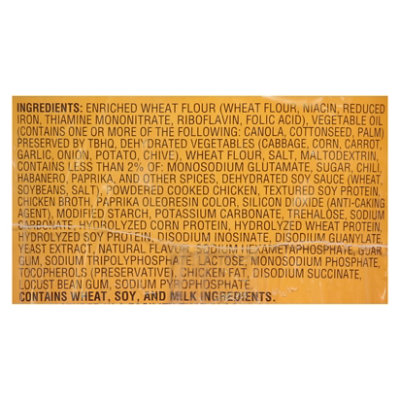 INGREDIENTS: ENRICHED WHEAT FLOUR (WHEAT FLOUR, NIACIN, REDUCED
IRON, THIAMINE MONONITRATE, RIBOFLAVIN, FOLIC ACID), VEGETABLE OIL
(CONTAINS ONE OR MORE OF THE FOLLOWING: CANOLA, COTTONSEED, PALM)
PRESERVED BY TBHQ, DEHYDRATED VEGETABLES (CABBAGE, CORN, CARROT,
GARLIC, ONION, POTATO, CHIVE). WHEAT FLOUR, SALT, MALTODEXTRIN,
CONTAINS LESS THAN 2% OF: MONOSODIUM GLUTAMATE, SUGAR, CHILI,
HABANERO, PAPRIKA, AND OTHER SPICES, DEHYDRATED SOY SAUCE (WHEAT,
SOYBEANS, SALT), POWDERED COOKED CHICKEN, TEXTURED SOY PROTEIN,
CHICKEN BROTH, PAPRIKA OLEORESIN COLOR, SILICON DIOXIDE (ANTI-CAKING
AGENT), MODIFIED STARCH, POTASSIUM CARBONATE, TREHALOSE, SODIUM
CARBONATE, HYDROLYZED CORN PROTEIN, HYDROLYZED WHEAT PROTEIN,
HYDROLYZED SOY PROTEIN, DISODIUM INOSINATE, DISODIUM GUANYLATE,
YEAST EXTRACT, NATURAL FLAVOR, SODIUM HEXAMETAPHOSPHATE, GUAR
GUM, SODIUM TRIPOLYPHOSPHATE, LACTOSE, MONOSODIUM PHOSPHATE,
TOCOPHEROLS (PRESERVATIVE), CHICKEN FAT, DISODIUM SUCCINATE,
LOCUST BEAN GUM, SODIUM PYROPHOSPHATE.
CONTAINS WHEAT, SOY, AND MILK INGREDIENTS.